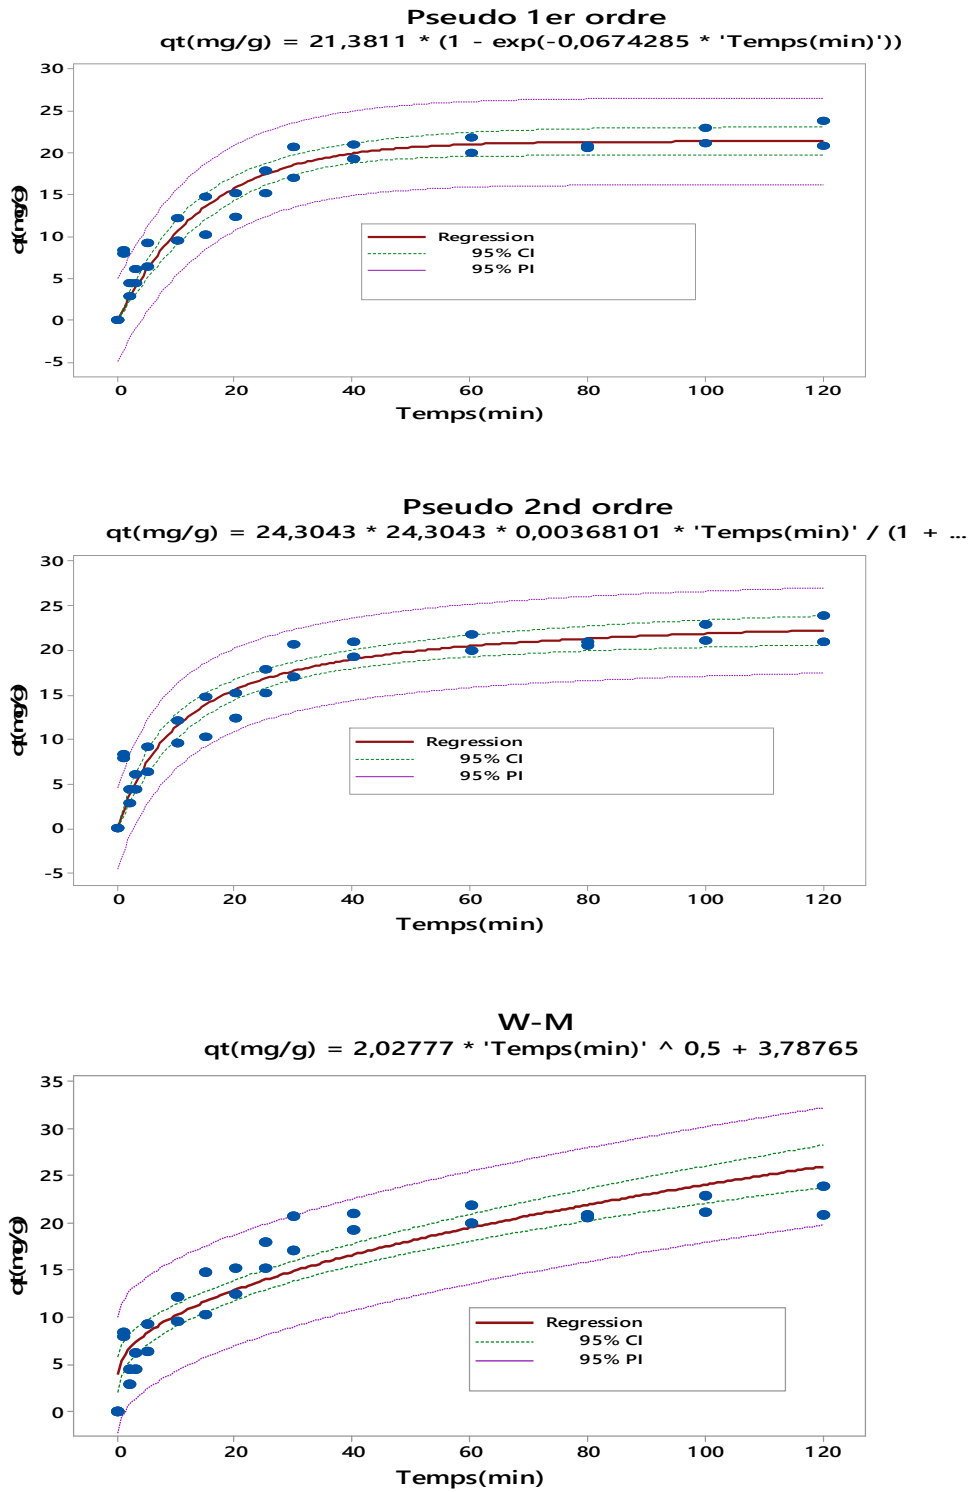 Pseudo 1er ordre
qt(mg/g) = 21,3811 * (1 - exp(-0,0674285 * 'Temps(min)'))
30
25
20
15
10
5
0
-5
qt(mg/g)
Regression
95% CI
95% PI
0 20 40 60 80 100 120
Temps(min)
Pseudo 2nd ordre
qt(mg/g) = 24,3043 * 24,3043 * 0,00368101 * 'Temps(min)' / (1 + ...
30
25
20
15
10
5
0
-5
qt(mg/g)
Regression
95% CI
95% PI
0 20 40 60 80 100 120
Temps(min)
W-M
qt(mg/g) = 2,02777 * 'Temps(min)' ^ 0,5 + 3,78765
35
30
25
20
15
10
5
0
qt(mg/g)
Regression
95% CI
95% PI
0 20 40 60 80 100 120
Temps(min)